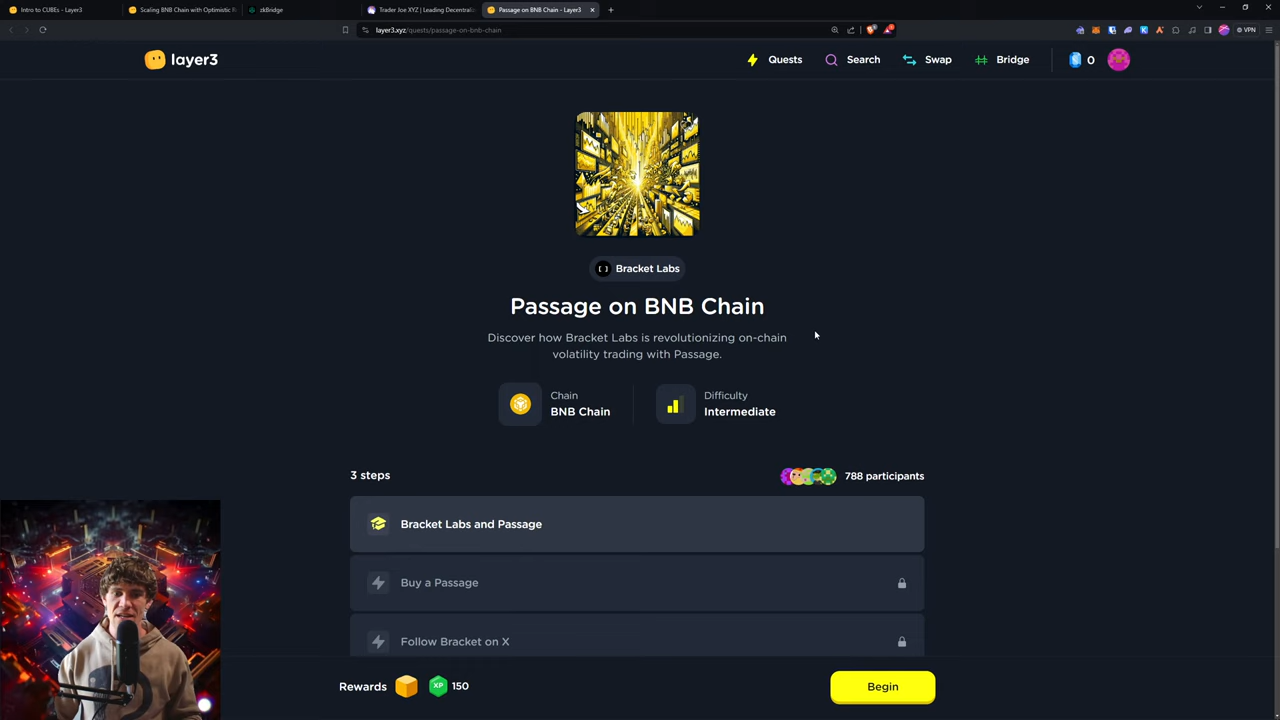 Intro to CUBEs - Layer3
Scaling BNB Chain with Optimistic R
zkBridge
Trader Joe XYZ | Leading Decentrali
Passage on BNB Chain - Layer3
layer3.xyz/quests/passage-on-bnb-chain
VPN
layer3
Quests
Search
Swap
Bridge
0
[ ] Bracket Labs
Passage on BNB Chain
Discover how Bracket Labs is revolutionizing on-chain
volatility trading with Passage.
Chain
BNB Chain
Difficulty
Intermediate
3 steps
788 participants
Bracket Labs and Passage
Buy a Passage
Follow Bracket on X
Rewards
XP
150
Begin